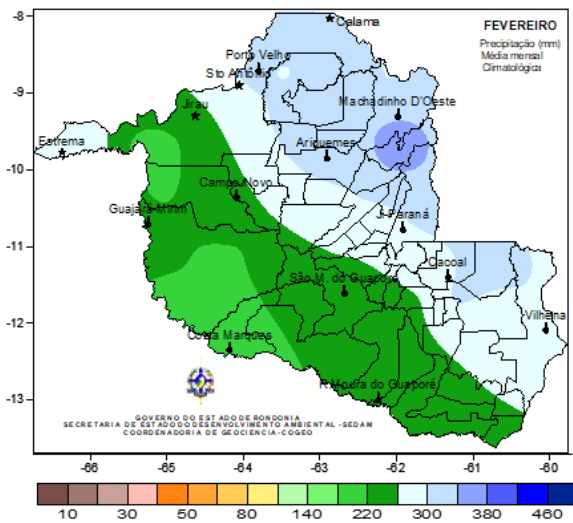 -8
Calama
FEVEREIRO
Precipitação (mm)
Média mensal
Climatológica
Porto Velho
Sto Antônio
-9
Jirau
Machadinho D'Oeste
Estrema
Ariquemes
-10
Campo Novo
Guajará Mirim
Ji-Paraná
-11
Cacoal
São M. do Guaporé
-12
Vilhena
Costa Marques
P.Moura do Guaporé
-13
GOVERNO DO ESTADO DE RONDONIA
SECRETARIA DE ESTADO DO DESENVOLVIMENTO AMBIENTAL -SEDAM
COORDENADORIA DE GEOCIENCIA-COGEO
-66 -65 -64 -63 -62 -61 -60
10 30 50 80 140 220 300 380 460